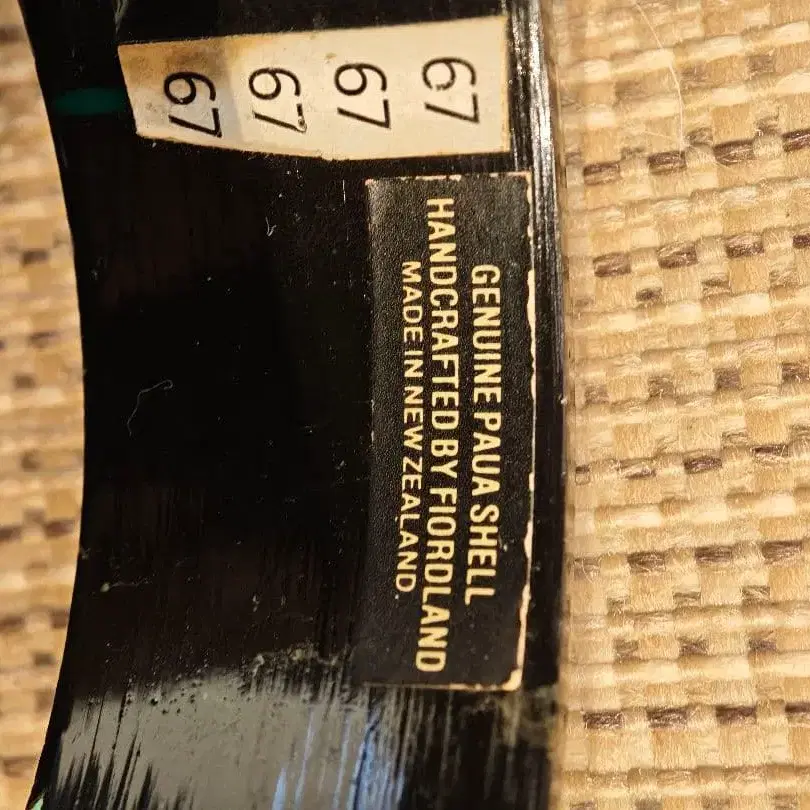 67 67 67 67
GENUINE PAUA SHELL
HANDCRAFTED BY FIORDLAND
MADE IN NEW ZEALAND.